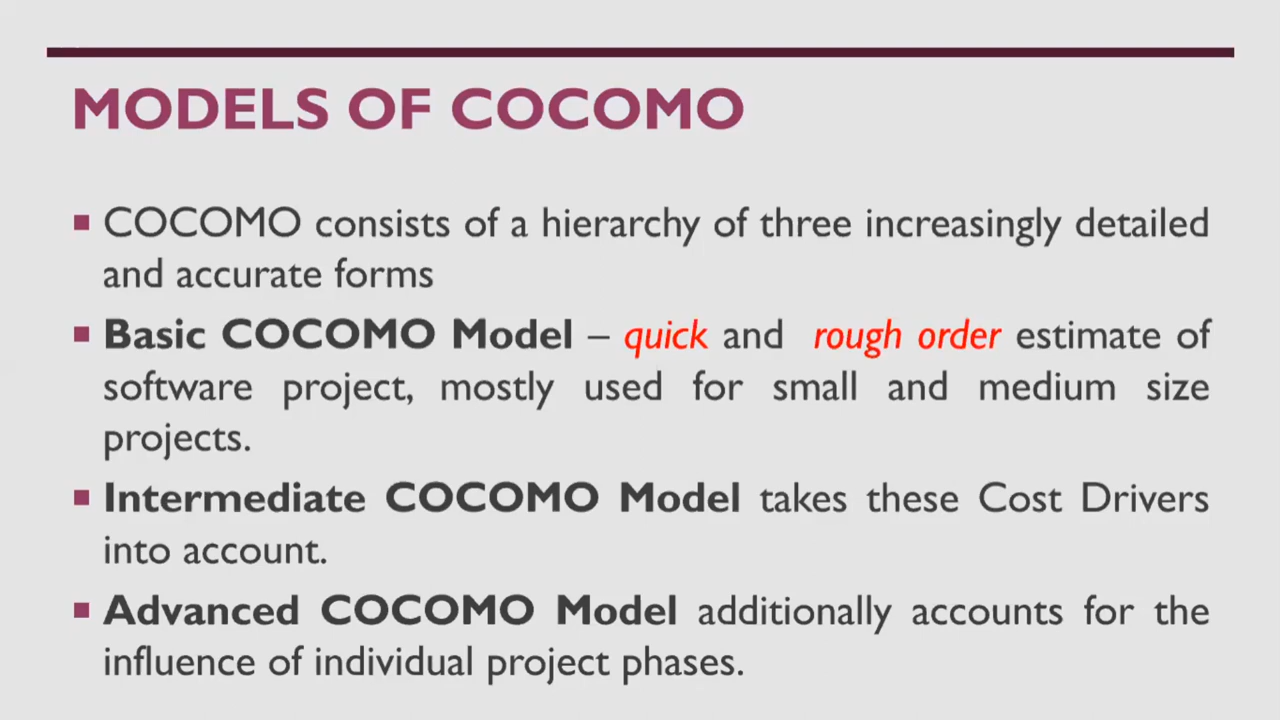 MODELS OF COCOMO
COCOMO consists of a hierarchy of three increasingly detailed
and accurate forms
Basic COCOMO Model – quick and rough order estimate of
software project, mostly used for small and medium size
projects.
Intermediate COCOMO Model takes these Cost Drivers
into account.
Advanced COCOMO Model additionally accounts for the
influence of individual project phases.